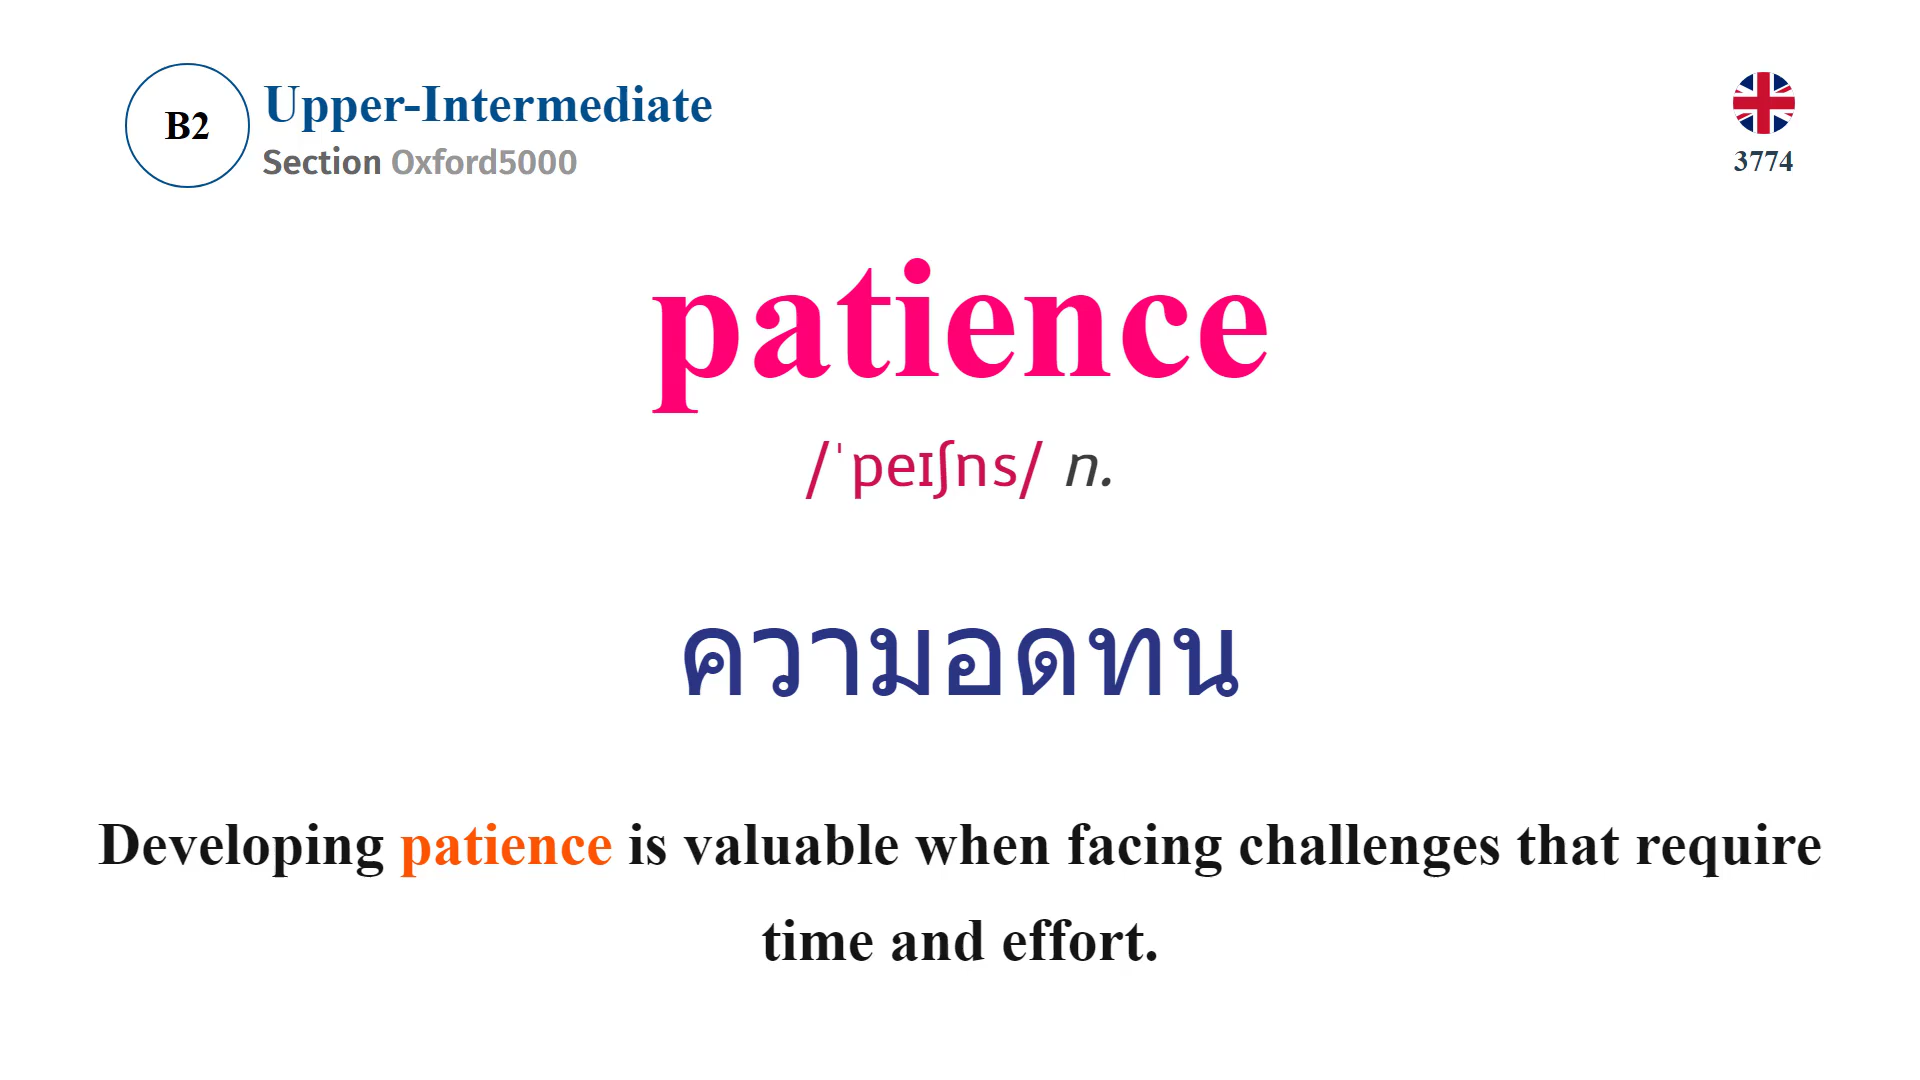 B2
Upper-Intermediate
Section Oxford5000
3774
patience
/ˈpeɪʃns/ n.
ความอดทน
Developing patience is valuable when facing challenges that require
time and effort.